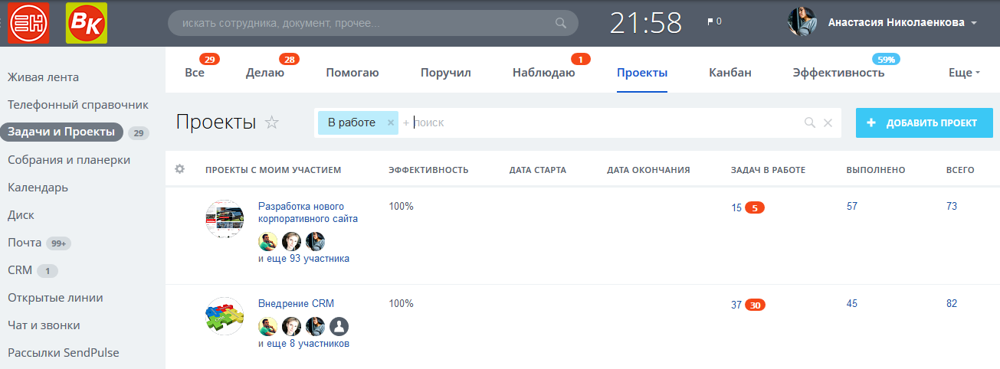 ЕН
ВК
искать сотрудника, документ, прочее...
21:58
0
Анастасия Николаенкова
Живая лента
Телефонный справочник
Задачи и Проекты 29
Собрания и планерки
Календарь
Диск
Почта 99+
CRM 1
Открытые линии
Чат и звонки
Рассылки SendPulse
29 28 1 59%
Все Делаю Помогаю Поручил Наблюдаю Проекты Канбан Эффективность Еще
Проекты В работе × + поиск + ДОБАВИТЬ ПРОЕКТ
ПРОЕКТЫ С МОИМ УЧАСТИЕМ ЭФФЕКТИВНОСТЬ ДАТА СТАРТА ДАТА ОКОНЧАНИЯ ЗАДАЧ В РАБОТЕ ВЫПОЛНЕНО ВСЕГО
Разработка нового 100% 15 5 57 73
корпоративного сайта
и еще 93 участника
Внедрение CRM 100% 37 30 45 82
и еще 8 участников